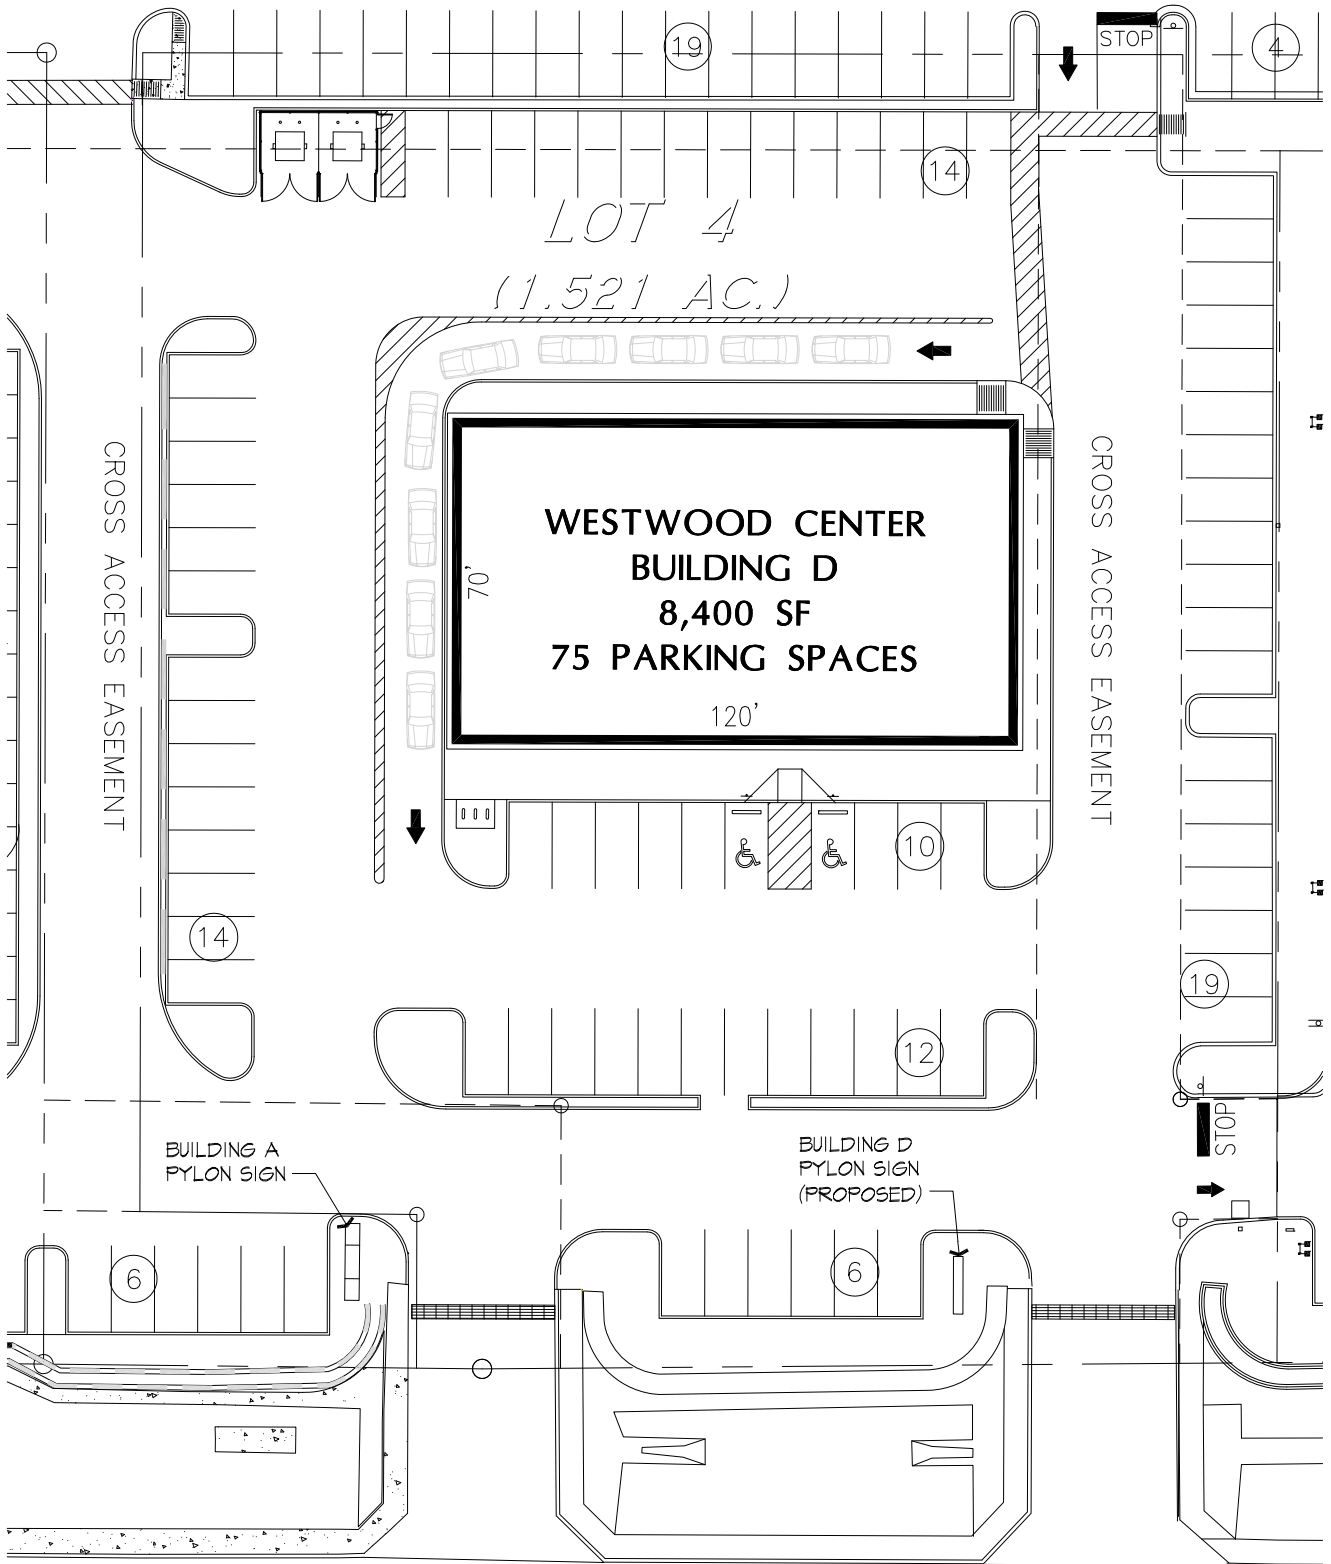 19
STOP
4
14
LOT 4
(1.521 AC.)
CROSS ACCESS EASEMENT
WESTWOOD CENTER
BUILDING D
8,400 SF
75 PARKING SPACES
70'
120'
CROSS ACCESS EASEMENT
10
14
19
12
STOP
BUILDING A
PYLON SIGN
BUILDING D
PYLON SIGN
(PROPOSED)
6
6